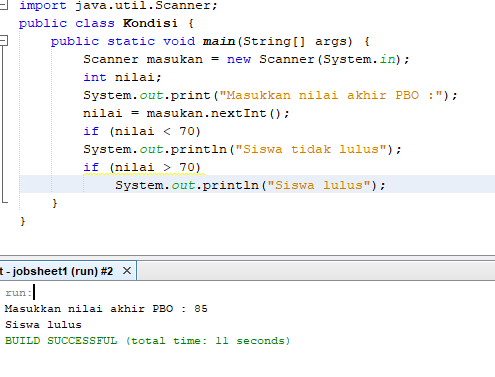 import java.util.Scanner;
public class Kondisi {
public static void main(String[] args) {
Scanner masukan = new Scanner(System.in);
int nilai;
System.out.print("Masukkan nilai akhir PBO :");
nilai = masukan.nextInt();
if (nilai < 70)
System.out.println("Siswa tidak lulus");
if (nilai > 70)
System.out.println("Siswa lulus");
}
}
t - jobsheet1 (run) #2 ×
run:
Masukkan nilai akhir PBO : 85
Siswa lulus
BUILD SUCCESSFUL (total time: 11 seconds)